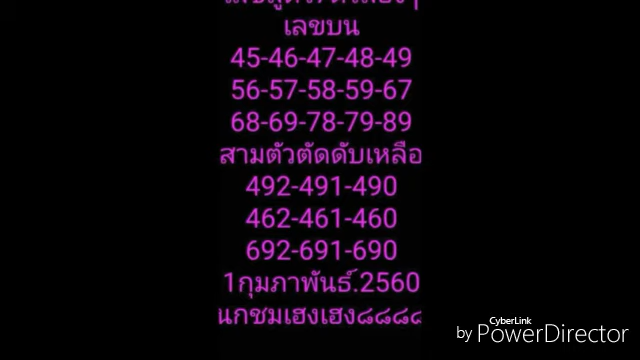 เลขบน
45-46-47-48-49
56-57-58-59-67
68-69-78-79-89
สามตัวตัดดับเหลือ
492-491-490
462-461-460
692-691-690
1กุมภาพันธ์.2560
นกชมเฮงเฮง๘๘๘๘
CyberLink
by PowerDirector